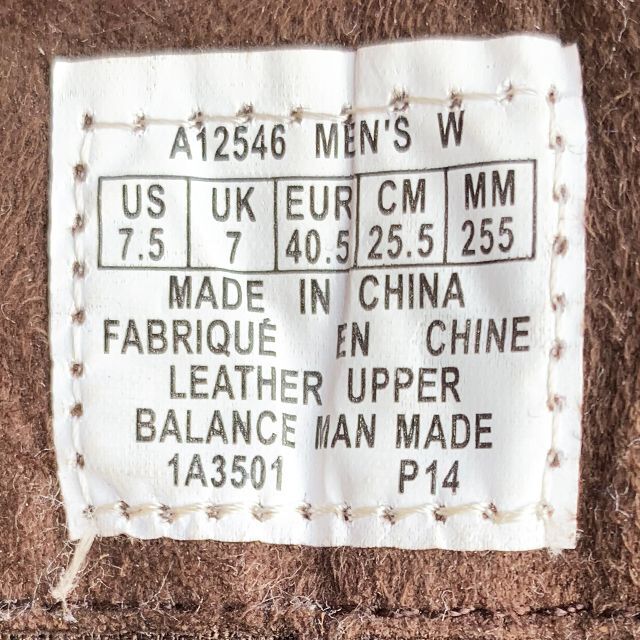 A12546 MEN'S W
US UK EUR CM MM
7.5 7 40.5 25.5 255
MADE IN CHINA
FABRIQUÉ EN CHINE
LEATHER UPPER
BALANCE MAN MADE
1A3501 P14